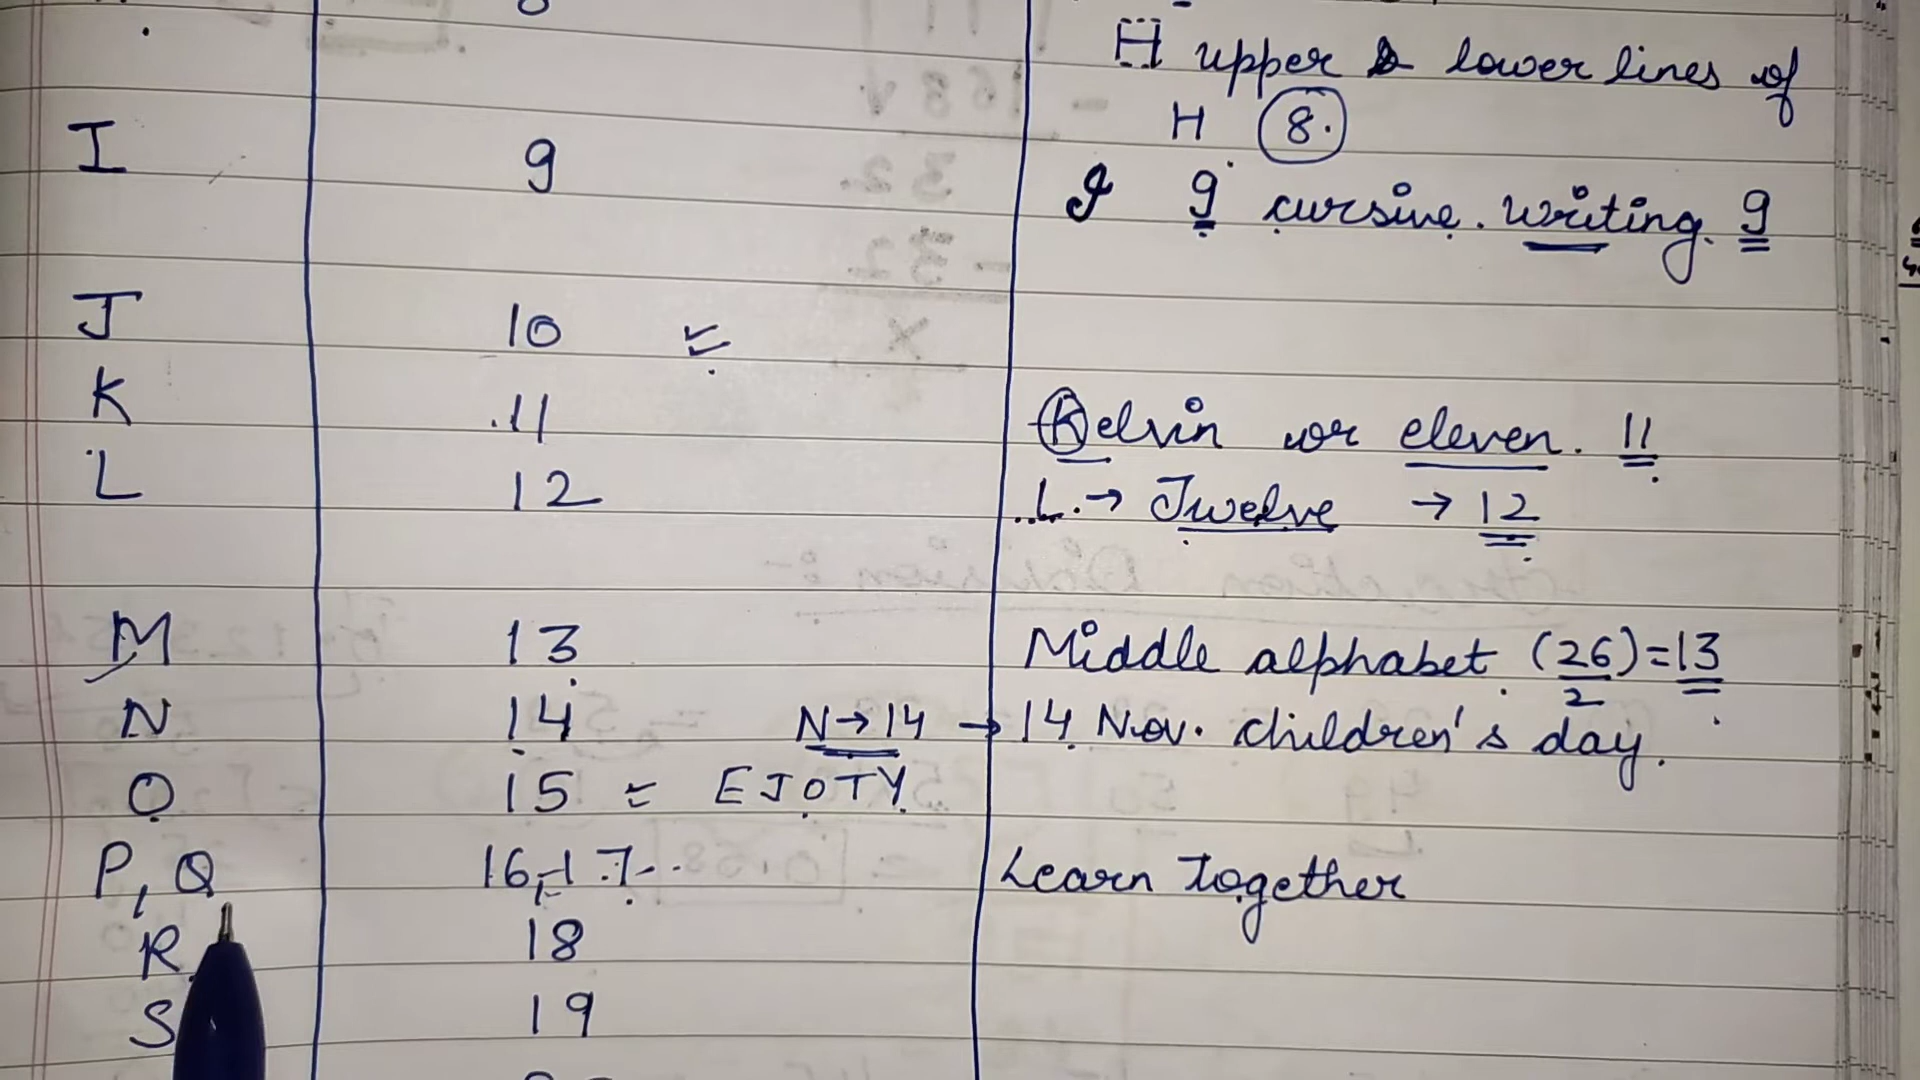 H upper & lower lines of
H 8.
I 9 I 9 cursive. writing. 9
J 10
K 11 Kelvin or eleven. 11
L 12 L. → Twelve → 12
M 13 Middle alphabet (26/2)=13
N 14 N→14 → 14 Nov. children's day.
O 15 = EJOTY
P, Q 16,17 Learn Together
R 18
S 19